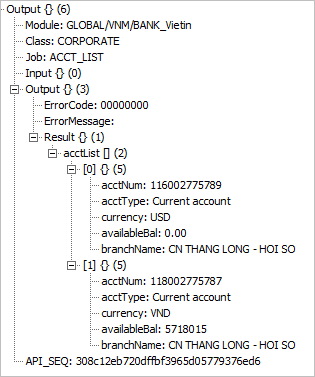 Output {} (6)
Module: GLOBAL/VNM/BANK_Vietin
Class: CORPORATE
Job: ACCT_LIST
Input {} (0)
Output {} (3)
ErrorCode: 00000000
ErrorMessage:
Result {} (1)
acctList [] (2)
[0] {} (5)
acctNum: 116002775789
acctType: Current account
currency: USD
availableBal: 0.00
branchName: CN THANG LONG - HOI SO
[1] {} (5)
acctNum: 118002775787
acctType: Current account
currency: VND
availableBal: 5718015
branchName: CN THANG LONG - HOI SO
API_SEQ: 308c12eb720dffbf3965d05779376ed6